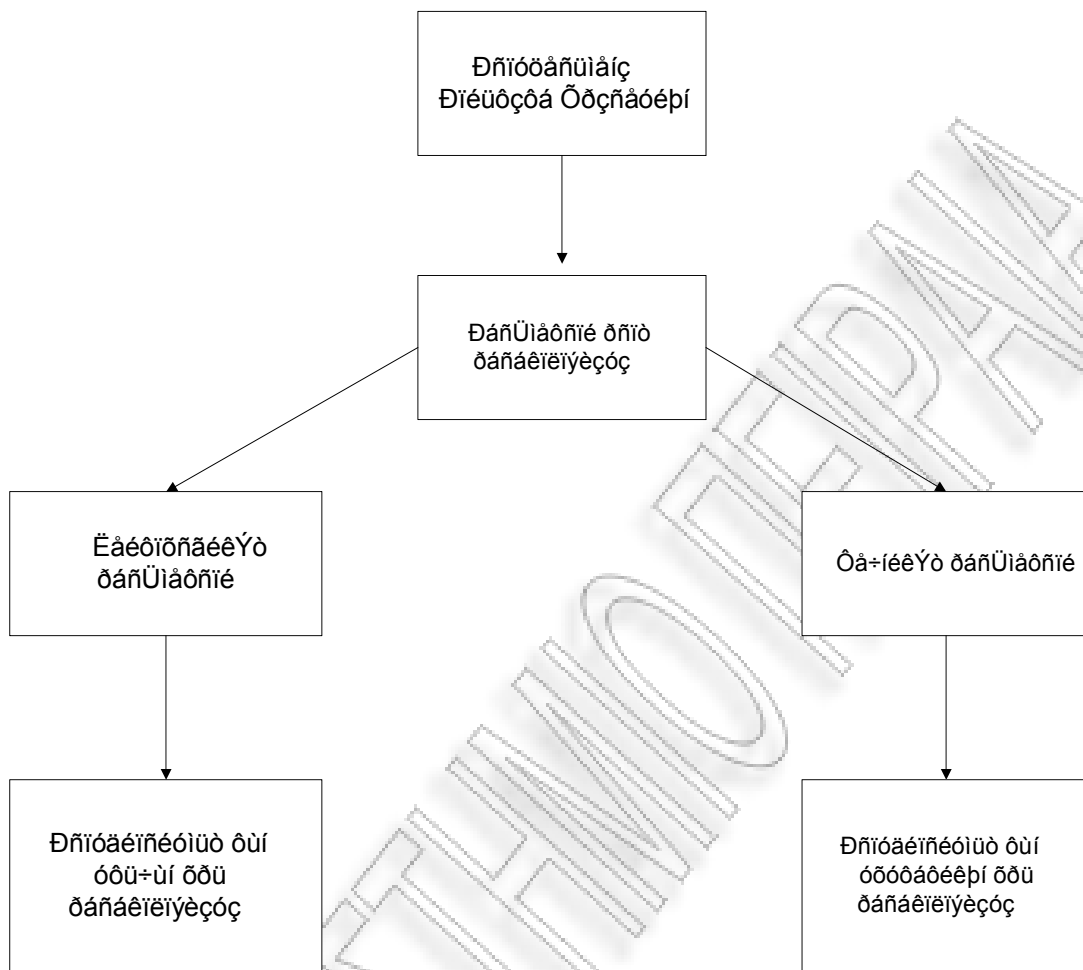 Ðñïóöåñüìåíç
Ðïéüôçôá Õðçñåóéþí
ÐáñÜìåôñïé ðñïò
ðáñáêïëïýèçóç
ËåéôïõñãéêÝò
ðáñÜìåôñïé
Ôå÷íéêÝò ðáñÜìåôñïé
Ðñïóäéïñéóìüò ôùí
óôü÷ùí õðü
ðáñáêïëïýèçóç
Ðñïóäéïñéóìüò ôùí
óõóôáôéêþí õðü
ðáñáêïëïýèçóç